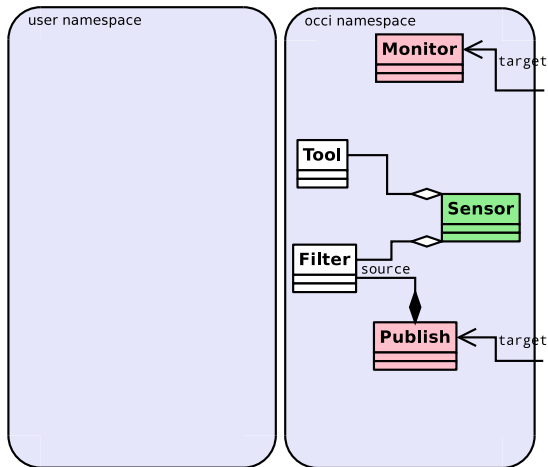 user namespace
occi namespace
Monitor
target
Tool
Sensor
Filter
source
Publish
target